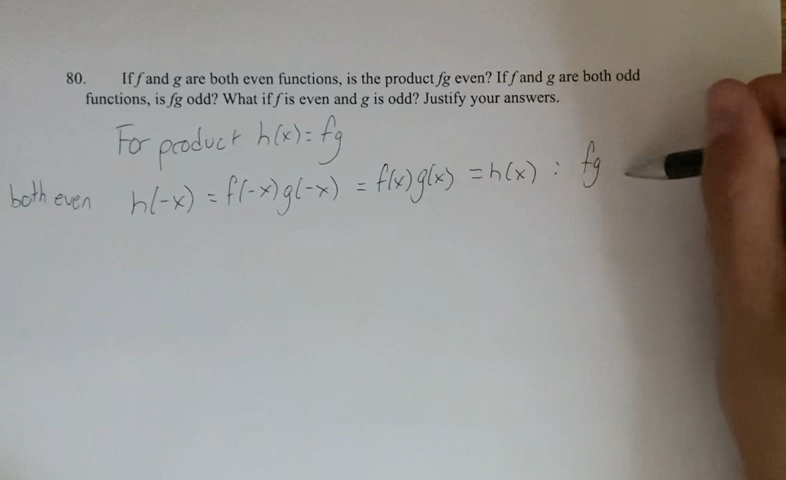 80. If f and g are both even functions, is the product fg even? If f and g are both odd
functions, is fg odd? What if f is even and g is odd? Justify your answers.
For product h(x) = fg
both even h(-x) = f(-x)g(-x) = f(x)g(x) = h(x) : fg